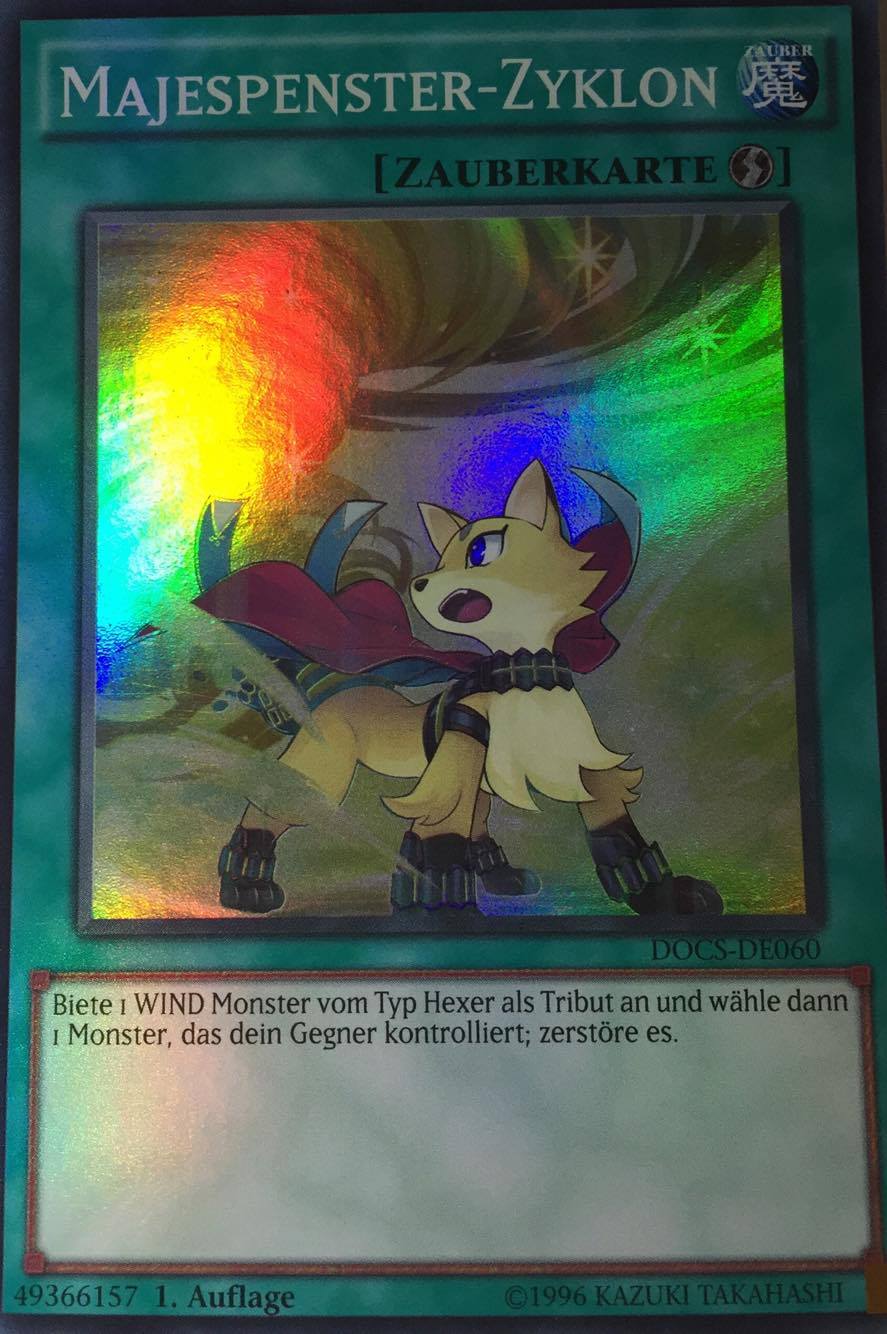 MAJESPENSTER-ZYKLON
ZAUBER
魔
[ZAUBERKARTE]
DOCS-DE060
Biete 1 WIND Monster vom Typ Hexer als Tribut an und wähle dann
1 Monster, das dein Gegner kontrolliert; zerstöre es.
49366157 1. Auflage ©1996 KAZUKI TAKAHASHI